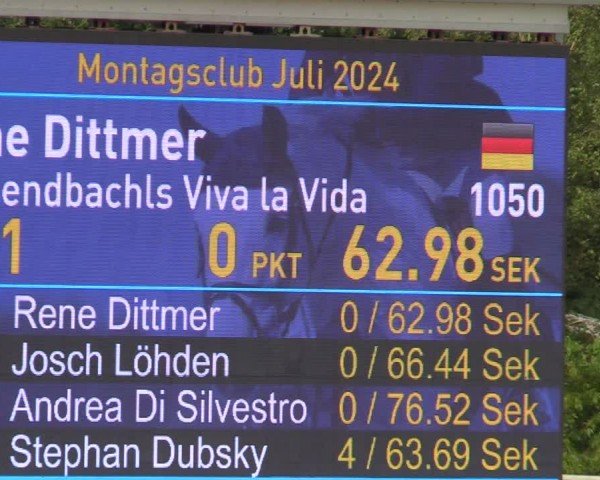 Montagsclub Juli 2024
ne Dittmer
endbachls Viva la Vida 1050
1 0 PKT 62.98 SEK
Rene Dittmer 0 / 62.98 Sek
Josch Löhden 0 / 66.44 Sek
Andrea Di Silvestro 0 / 76.52 Sek
Stephan Dubsky 4 / 63.69 Sek